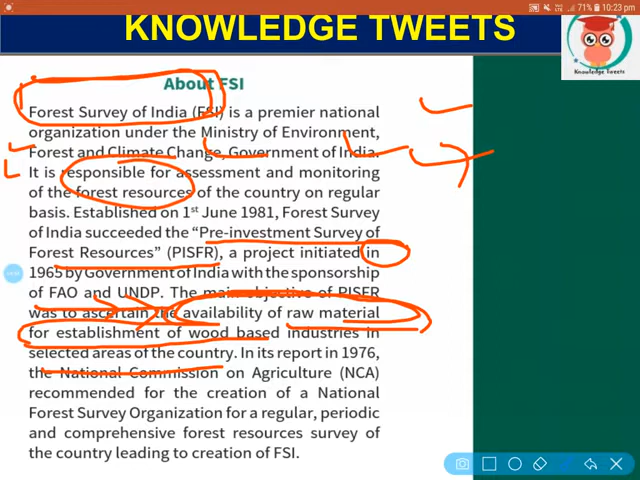 71% 10:23 pm
KNOWLEDGE TWEETS
Knowledge Tweets
About FSI
Forest Survey of India (FSI) is a premier national
organization under the Ministry of Environment,
Forest and Climate Change, Government of India.
It is responsible for assessment and monitoring
of the forest resources of the country on regular
basis. Established on 1st June 1981, Forest Survey
of India succeeded the “Pre-investment Survey of
Forest Resources” (PISFR), a project initiated in
1965 by Government of India with the sponsorship
of FAO and UNDP. The main objective of PISFR
was to ascertain the availability of raw material
for establishment of wood based industries in
selected areas of the country. In its report in 1976,
the National Commission on Agriculture (NCA)
recommended for the creation of a National
Forest Survey Organization for a regular, periodic
and comprehensive forest resources survey of
the country leading to creation of FSI.